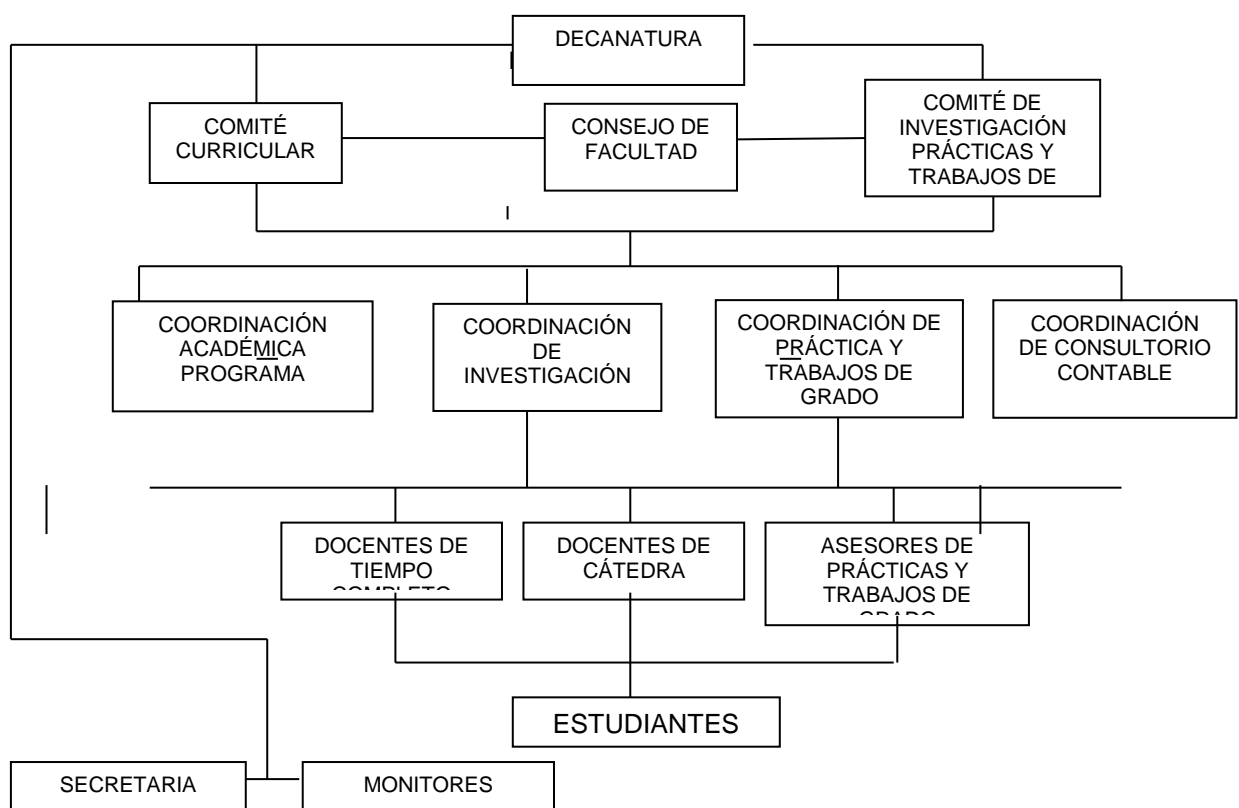 DECANATURA
COMITÉ
CURRICULAR
CONSEJO DE
FACULTAD
COMITÉ DE
INVESTIGACIÓN
PRÁCTICAS Y
TRABAJOS DE
COORDINACIÓN
ACADÉMICA
PROGRAMA
COORDINACIÓN
DE
INVESTIGACIÓN
COORDINACIÓN DE
PRÁCTICA Y
TRABAJOS DE
GRADO
COORDINACIÓN
DE CONSULTORIO
CONTABLE
DOCENTES DE
TIEMPO
COMPLETO
DOCENTES DE
CÁTEDRA
ASESORES DE
PRÁCTICAS Y
TRABAJOS DE
GRADO
ESTUDIANTES
SECRETARIA
MONITORES